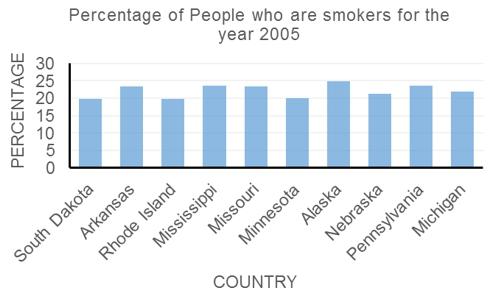 Percentage of People who are smokers for the
year 2005
PERCENTAGE
30
25
20
15
10
5
0
South Dakota
Arkansas
Rhode Island
Mississippi
Missouri
Minnesota
Alaska
Nebraska
Pennsylvania
Michigan
COUNTRY